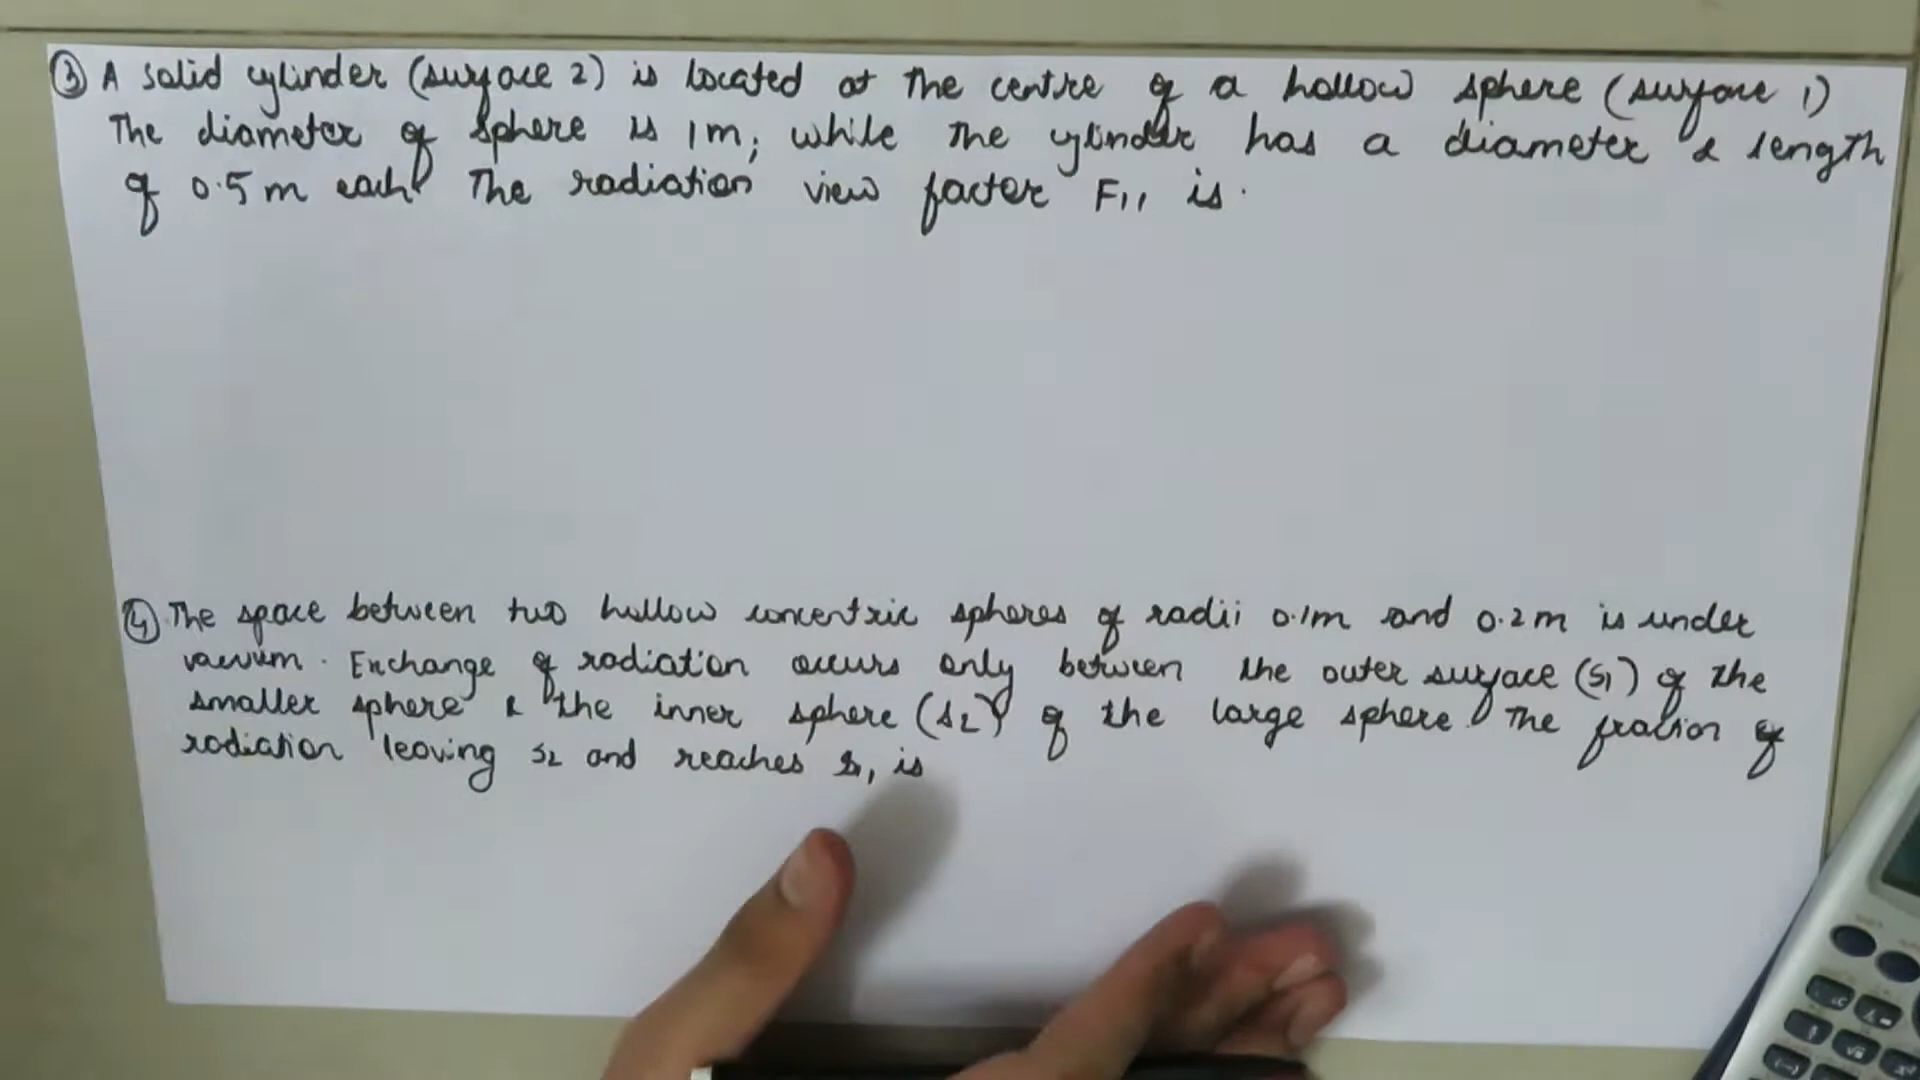 ③ A solid cylinder (surface 2) is located at the centre of a hollow sphere (surface 1)
The diameter of sphere is 1m, while the cylinder has a diameter & length
of 0.5m each. The radiation view factor F11 is.
④ The space between two hollow concentric spheres of radii 0.1m and 0.2m is under
vacuum. Exchange of radiation occurs only between the outer surface (S1) of the
smaller sphere & the inner sphere (S2) of the large sphere. The fraction of
radiation leaving S2 and reaches S1, is